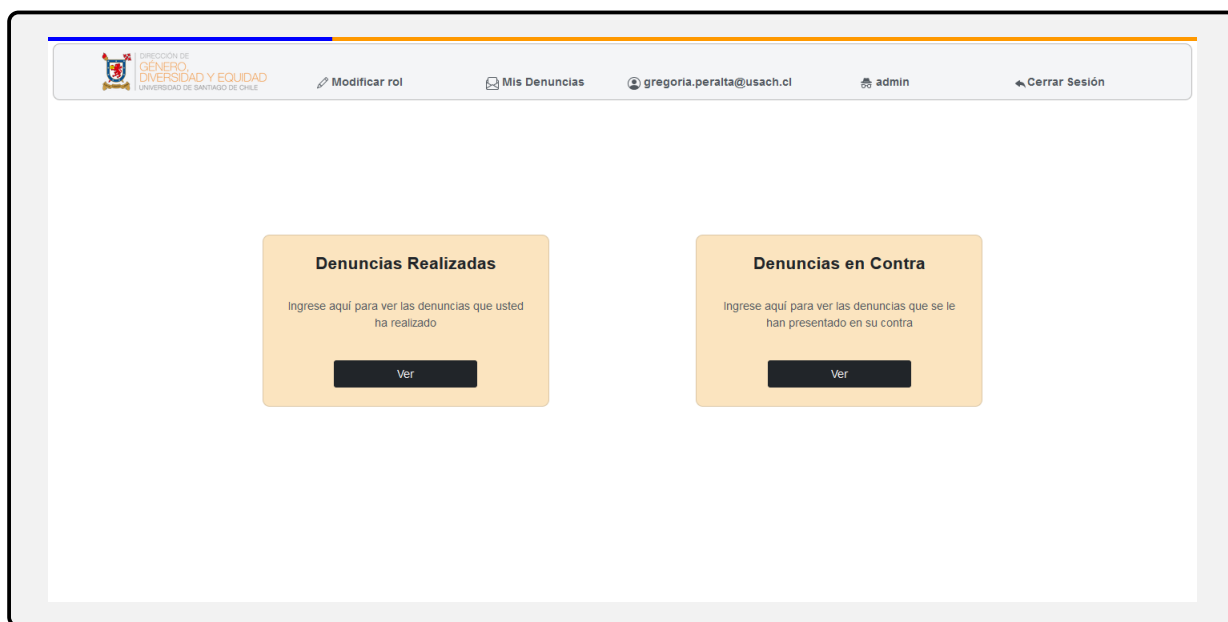 DIRECCIÓN DE
GÉNERO,
DIVERSIDAD Y EQUIDAD
UNIVERSIDAD DE SANTIAGO DE CHILE
Modificar rol
Mis Denuncias
gregoria.peralta@usach.cl
admin
Cerrar Sesión
Denuncias Realizadas
Ingrese aquí para ver las denuncias que usted
ha realizado
Ver
Denuncias en Contra
Ingrese aquí para ver las denuncias que se le
han presentado en su contra
Ver